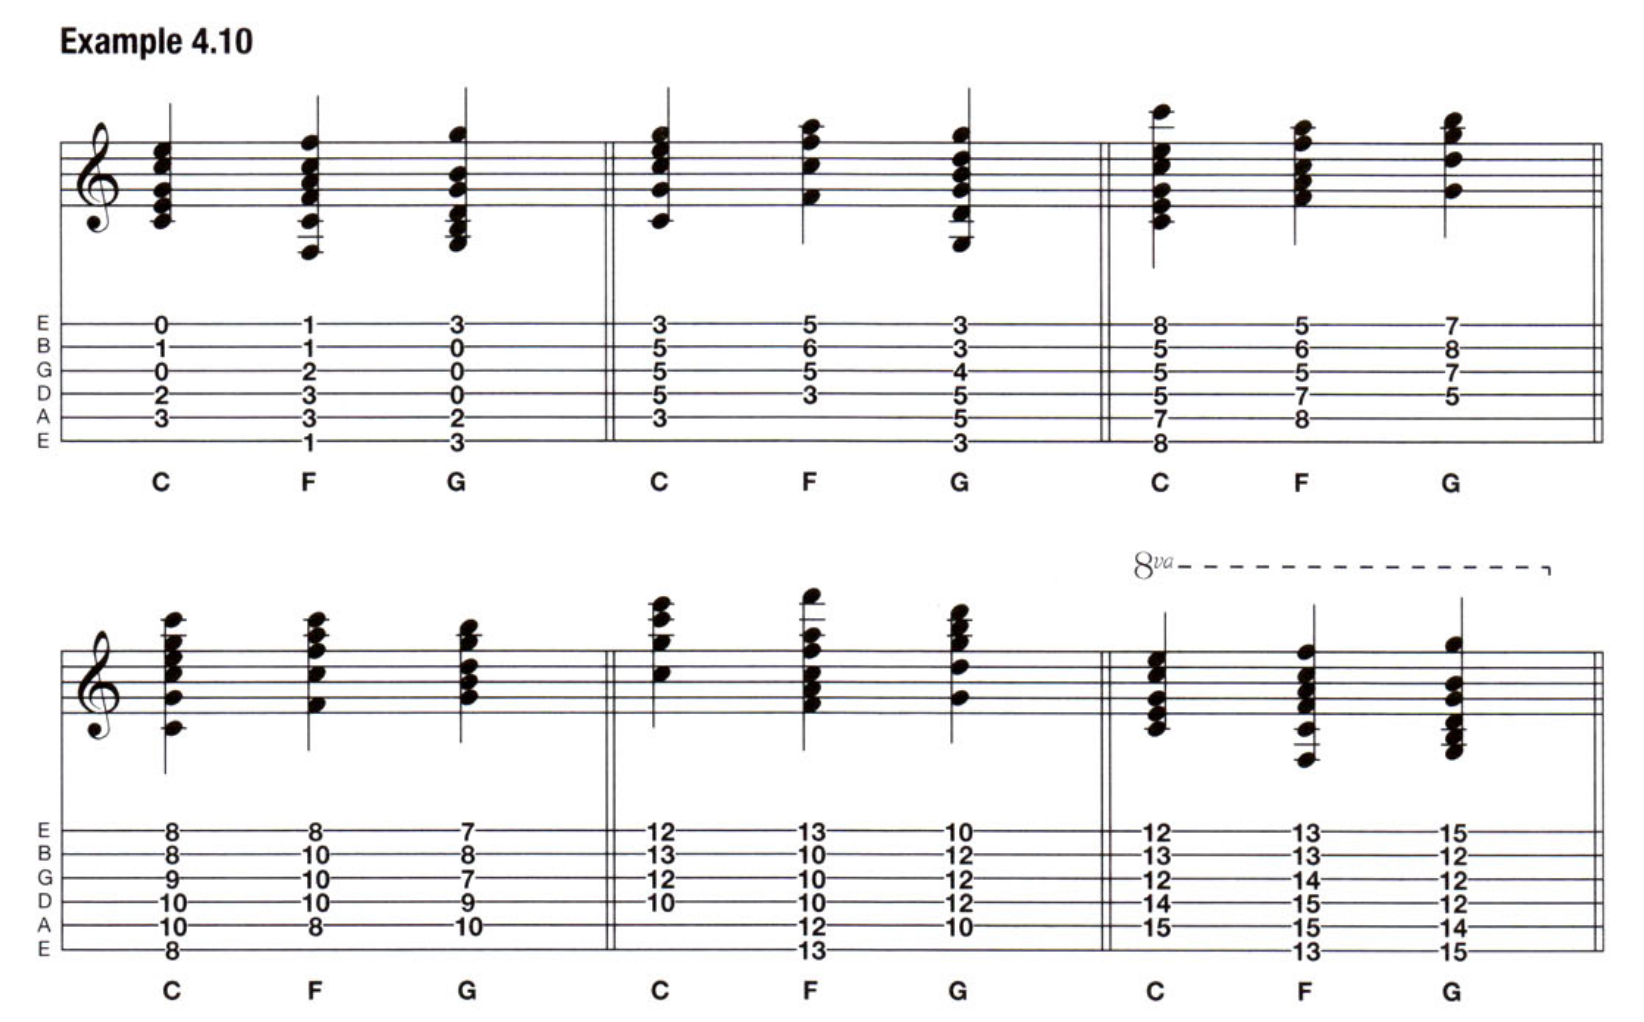 Example 4.10
E 0 1 3 3 5 3 8 5 7
B 1 1 0 5 6 3 5 6 8
G 0 2 0 5 5 4 5 5 7
D 2 3 0 5 3 5 5 7 5
A 3 3 2 3 5 7 8
E 1 3 3 8
C F G C F G C F G
8va
E 8 8 7 12 13 10 12 13 15
B 8 10 8 13 10 12 13 13 12
G 9 10 7 12 10 12 12 14 12
D 10 10 9 10 10 12 14 15 12
A 10 8 10 12 10 15 15 14
E 8 13 13 15
C F G C F G C F G